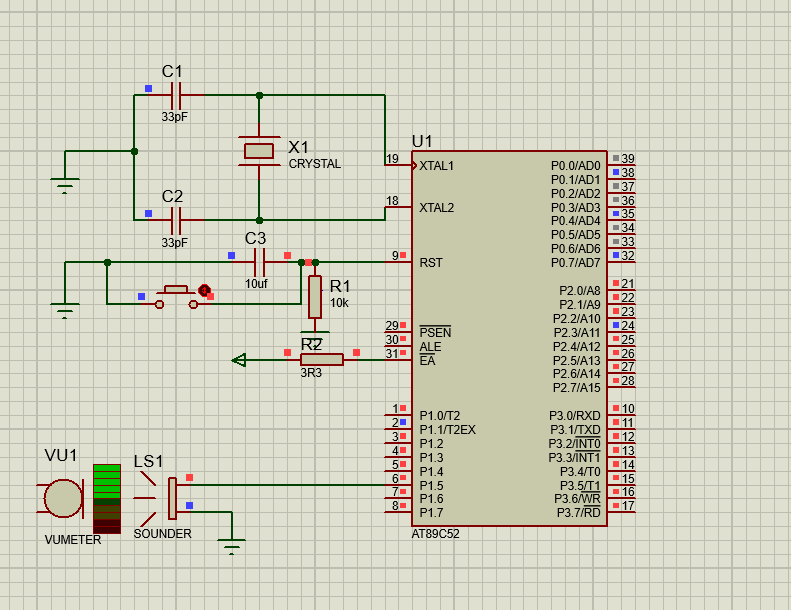 C1
33pF
X1
CRYSTAL
C2
33pF
C3
10uf
R1
10k
R2
3R3
VU1
VUMETER
LS1
SOUNDER
U1
19 XTAL1
18 XTAL2
9 RST
29 PSEN
30 ALE
31 EA
1 P1.0/T2
2 P1.1/T2EX
3 P1.2
4 P1.3
5 P1.4
6 P1.5
7 P1.6
8 P1.7
P0.0/AD0 39
P0.1/AD1 38
P0.2/AD2 37
P0.3/AD3 36
P0.4/AD4 35
P0.5/AD5 34
P0.6/AD6 33
P0.7/AD7 32
P2.0/A8 21
P2.1/A9 22
P2.2/A10 23
P2.3/A11 24
P2.4/A12 25
P2.5/A13 26
P2.6/A14 27
P2.7/A15 28
P3.0/RXD 10
P3.1/TXD 11
P3.2/INT0 12
P3.3/INT1 13
P3.4/T0 14
P3.5/T1 15
P3.6/WR 16
P3.7/RD 17
AT89C52